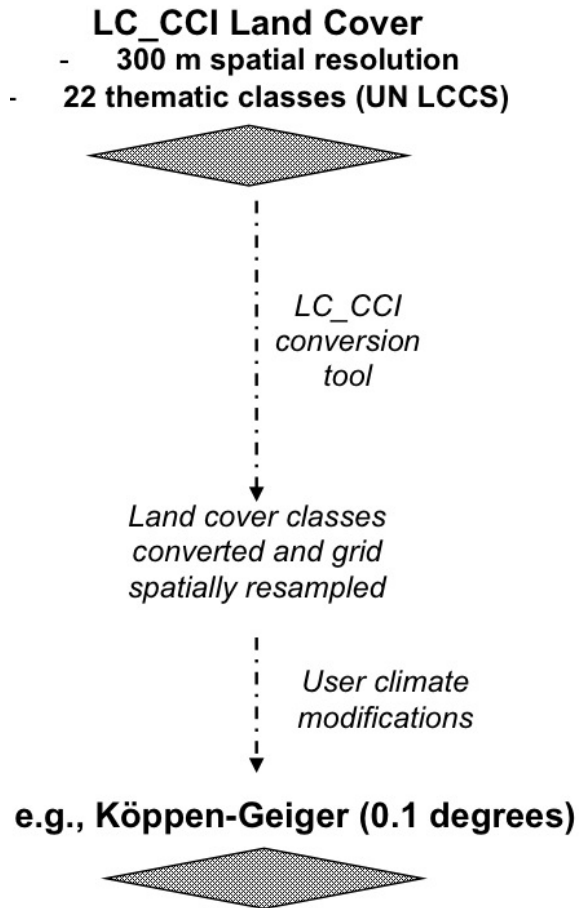 LC_CCI Land Cover
- 300 m spatial resolution
- 22 thematic classes (UN LCCS)
LC_CCI
conversion
tool
Land cover classes
converted and grid
spatially resampled
User climate
modifications
e.g., Köppen-Geiger (0.1 degrees)